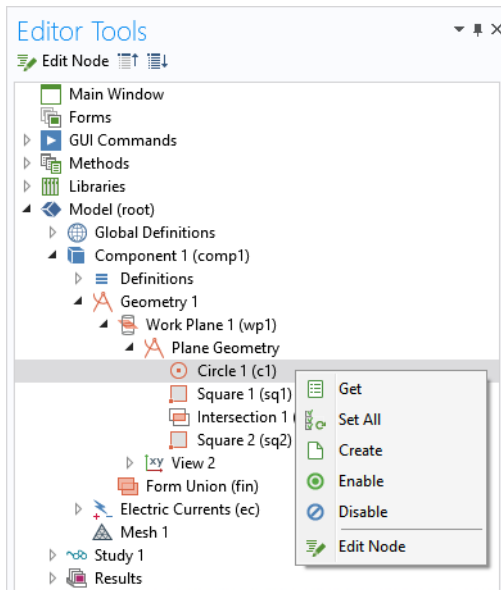 Editor Tools
Edit Node
Main Window
Forms
GUI Commands
Methods
Libraries
Model (root)
Global Definitions
Component 1 (comp1)
Definitions
Geometry 1
Work Plane 1 (wp1)
Plane Geometry
Circle 1 (c1)
Square 1 (sq1)
Intersection 1 (
Square 2 (sq2)
xy View 2
Form Union (fin)
Electric Currents (ec)
Mesh 1
Study 1
Results
Get
Set All
Create
Enable
Disable
Edit Node